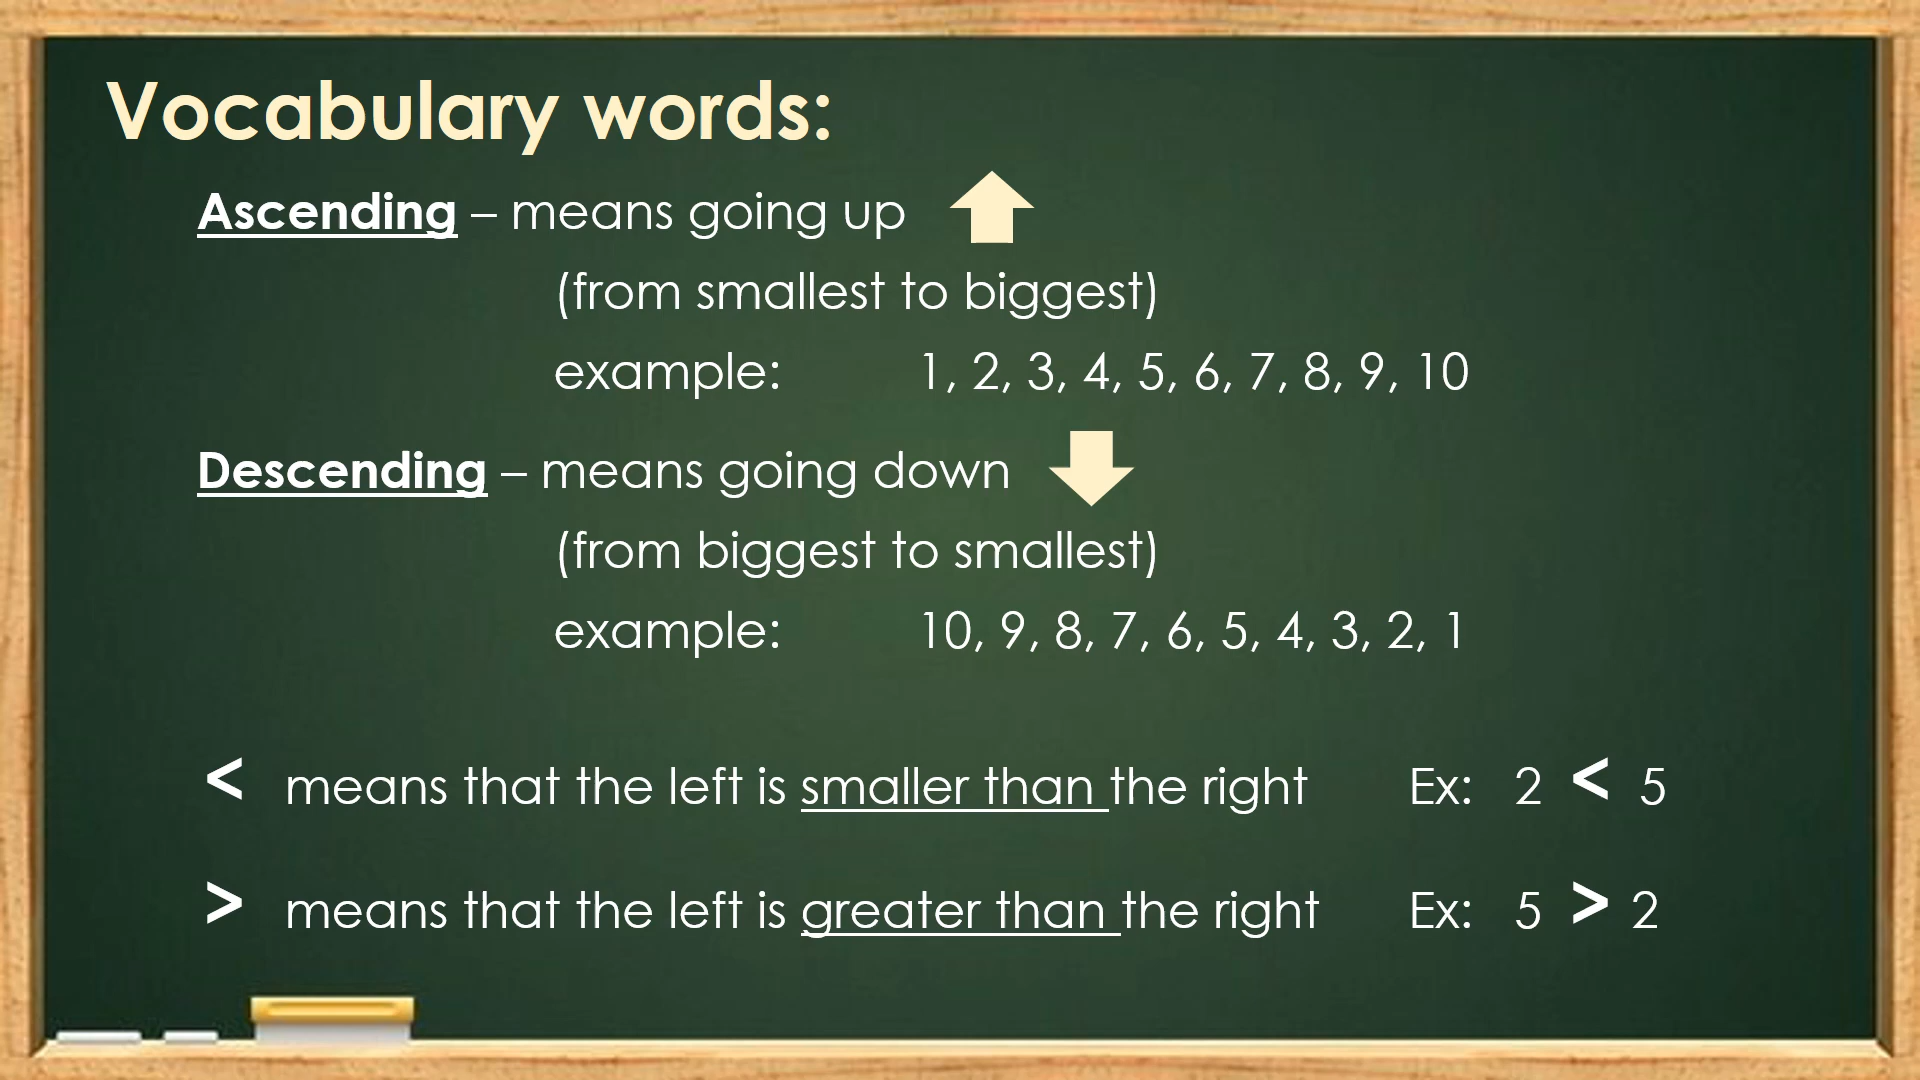 Vocabulary words:
Ascending – means going up
(from smallest to biggest)
example: 1, 2, 3, 4, 5, 6, 7, 8, 9, 10
Descending – means going down
(from biggest to smallest)
example: 10, 9, 8, 7, 6, 5, 4, 3, 2, 1
< means that the left is smaller than the right Ex: 2 < 5
> means that the left is greater than the right Ex: 5 > 2